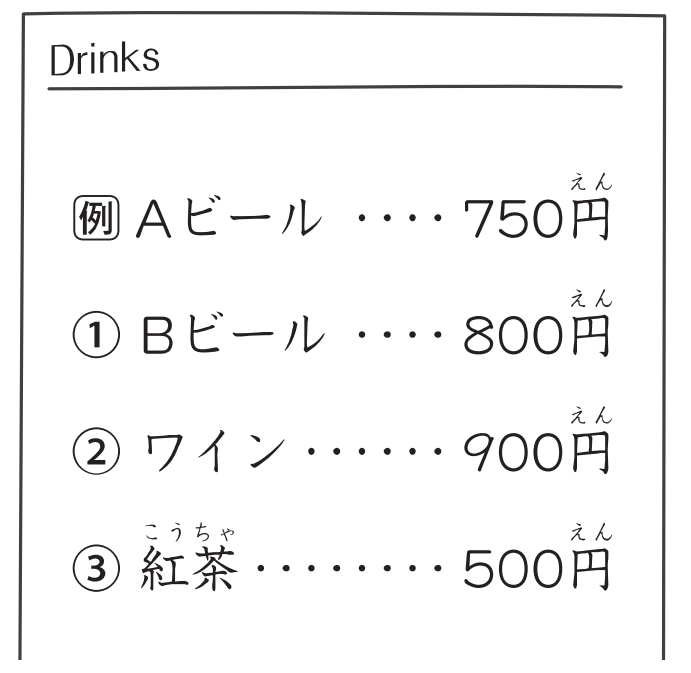 Drinks
えん
例 Aビール ････ 750円
えん
① Bビール ････ 800円
えん
② ワイン ･･････ 900円
こうちゃ えん
③ 紅茶 ････････ 500円